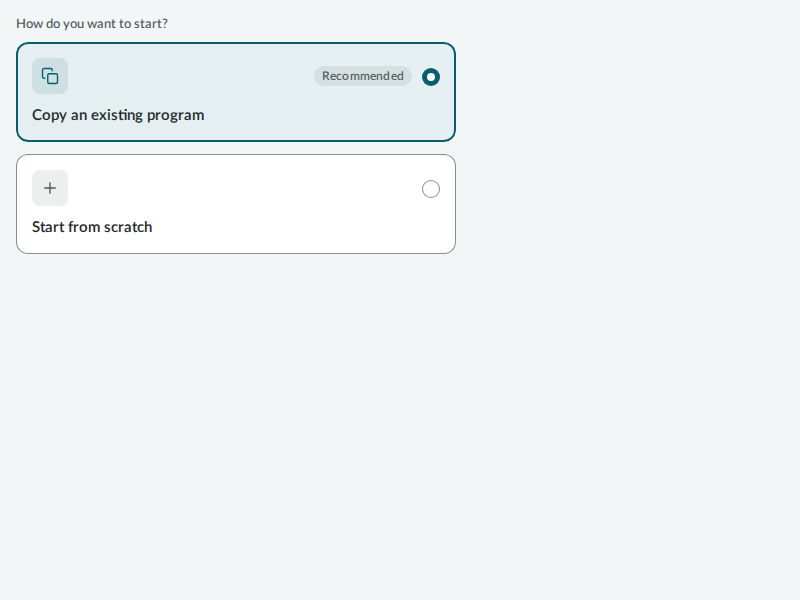 How do you want to start?
Recommended
Copy an existing program
Start from scratch